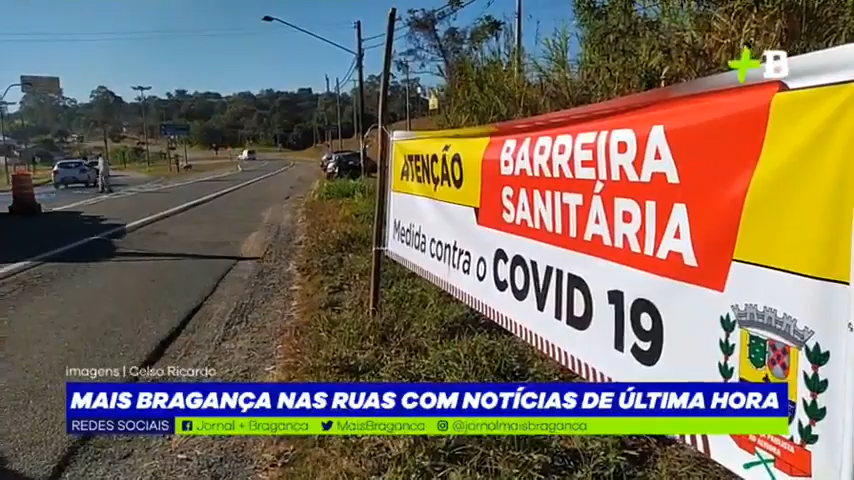 +B
ATENÇÃO
BARREIRA
SANITÁRIA
Medida contra o COVID 19
imagens | Celso Ricardo
MAIS BRAGANÇA NAS RUAS COM NOTÍCIAS DE ÚLTIMA HORA
REDES SOCIAIS Jornal + Bragança MAISBragança @jornalmaisbraganca